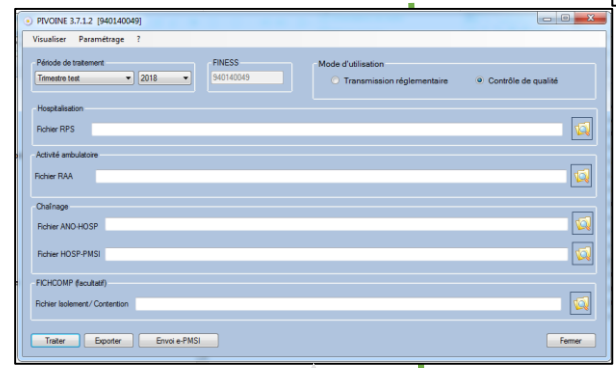 PIVOINE 3.7.1.2 [940140049]
Visualiser Paramétrage ?
Période de traitement
Trimestre test 2018
FINESS
940140049
Mode d'utilisation
Transmission réglementaire Contrôle de qualité
Hospitalisation
Fichier RPS
Activité ambulatoire
Fichier RAA
Chaînage
Fichier ANO-HOSP
Fichier HOSP-PMSI
FICHCOMP (facultatif)
Fichier Isolement/Contention
Traiter Exporter Envoi e-PMSI Fermer